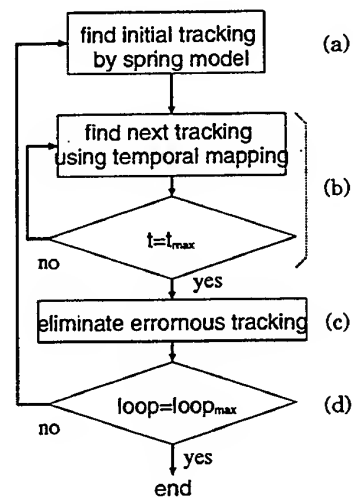 find initial tracking
by spring model
(a)
find next tracking
using temporal mapping
(b)
t=tmax
no
yes
eliminate errornous tracking
(c)
loop=loopmax
(d)
no
yes
end